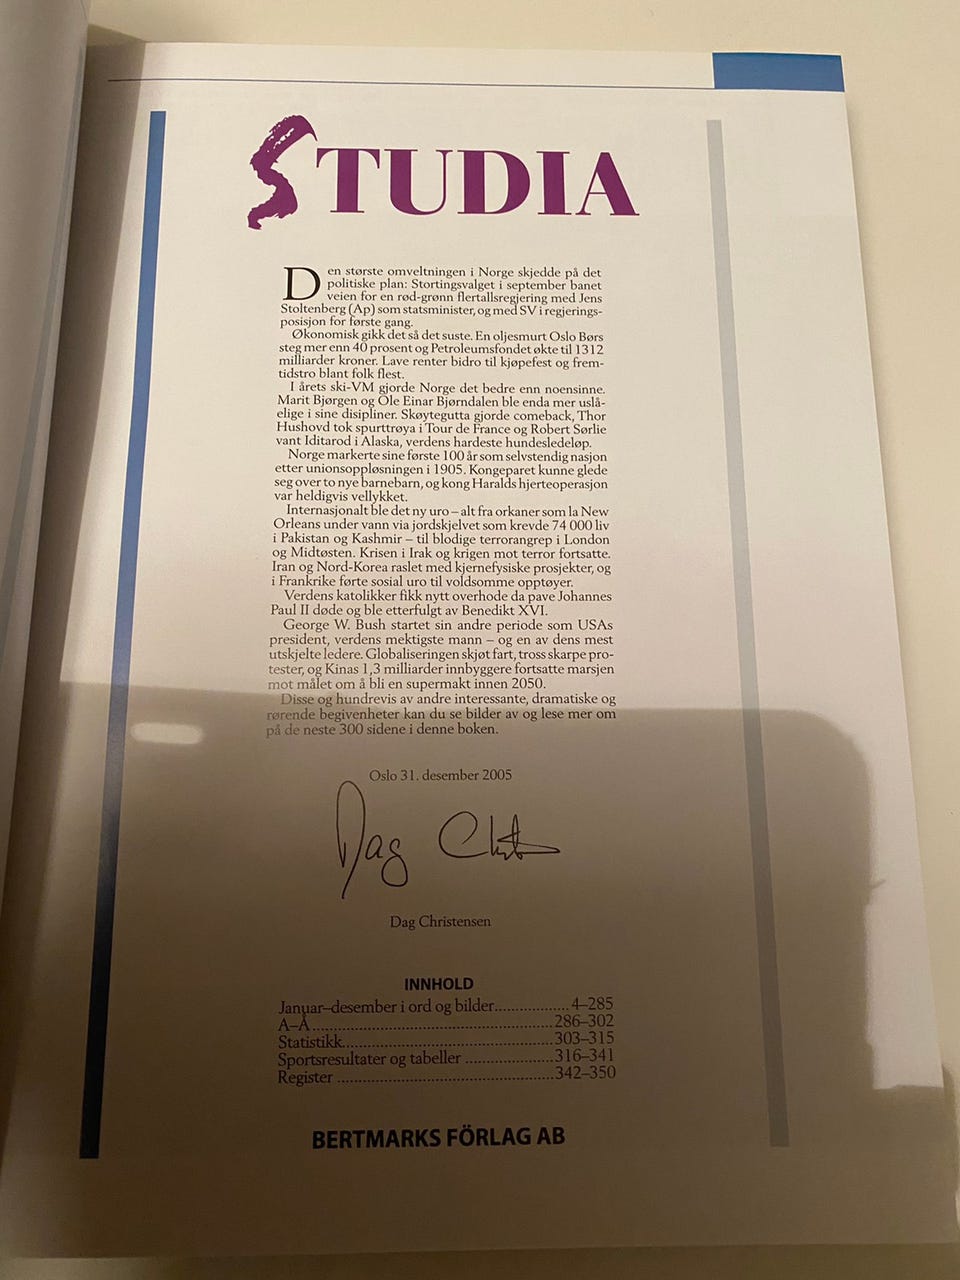 STUDIA
Den største omveltningen i Norge skjedde på det
politiske plan: Stortingsvalget i september banet
veien for en rød-grønn flertallsregjering med Jens
Stoltenberg (Ap) som statsminister, og med SV i regjerings-
posisjon for første gang.
Økonomisk gikk det så det suste. En oljesmurt Oslo Børs
steg mer enn 40 prosent og Petroleumsfondet økte til 1312
milliarder kroner. Lave renter bidro til kjøpefest og frem-
tidstro blant folk flest.
I årets ski-VM gjorde Norge det bedre enn noensinne.
Marit Bjørgen og Ole Einar Bjørndalen ble enda mer uslå-
elige i sine disipliner. Skøytegutta gjorde comeback, Thor
Hushovd tok spurttrøya i Tour de France og Robert Sørlie
vant Iditarod i Alaska, verdens hardeste hundesledeløp.
Norge markerte sine første 100 år som selvstendig nasjon
etter unionsoppløsningen i 1905. Kongeparet kunne glede
seg over to nye barnebarn, og kong Haralds hjerteoperasjon
var heldigvis vellykket.
Internasjonalt ble det ny uro – alt fra orkaner som la New
Orleans under vann via jordskjelvet som krevde 74 000 liv
i Pakistan og Kashmir – til blodige terrorangrep i London
og Midtøsten. Krisen i Irak og krigen mot terror fortsatte.
Iran og Nord-Korea raslet med kjernefysiske prosjekter, og
i Frankrike førte sosial uro til voldsomme opptøyer.
Verdens katolikker fikk nytt overhode da pave Johannes
Paul II døde og ble etterfulgt av Benedikt XVI.
George W. Bush startet sin andre periode som USAs
president, verdens mektigste mann – og en av dens mest
utskjelte ledere. Globaliseringen skjøt fart, tross skarpe pro-
tester, og Kinas 1,3 milliarder innbyggere fortsatte marsjen
mot målet om å bli en supermakt innen 2050.
Disse og hundrevis av andre interessante, dramatiske og
rørende begivenheter kan du se bilder av og lese mer om
på de neste 300 sidene i denne boken.
Oslo 31. desember 2005
Dag Christensen
Dag Christensen
INNHOLD
Januar–desember i ord og bilder.................4–285
A–Å.......................................................286–302
Statistikk.................................................303–315
Sportsresultater og tabeller .....................316–341
Register ...................................................342–350
BERTMARKS FÖRLAG AB